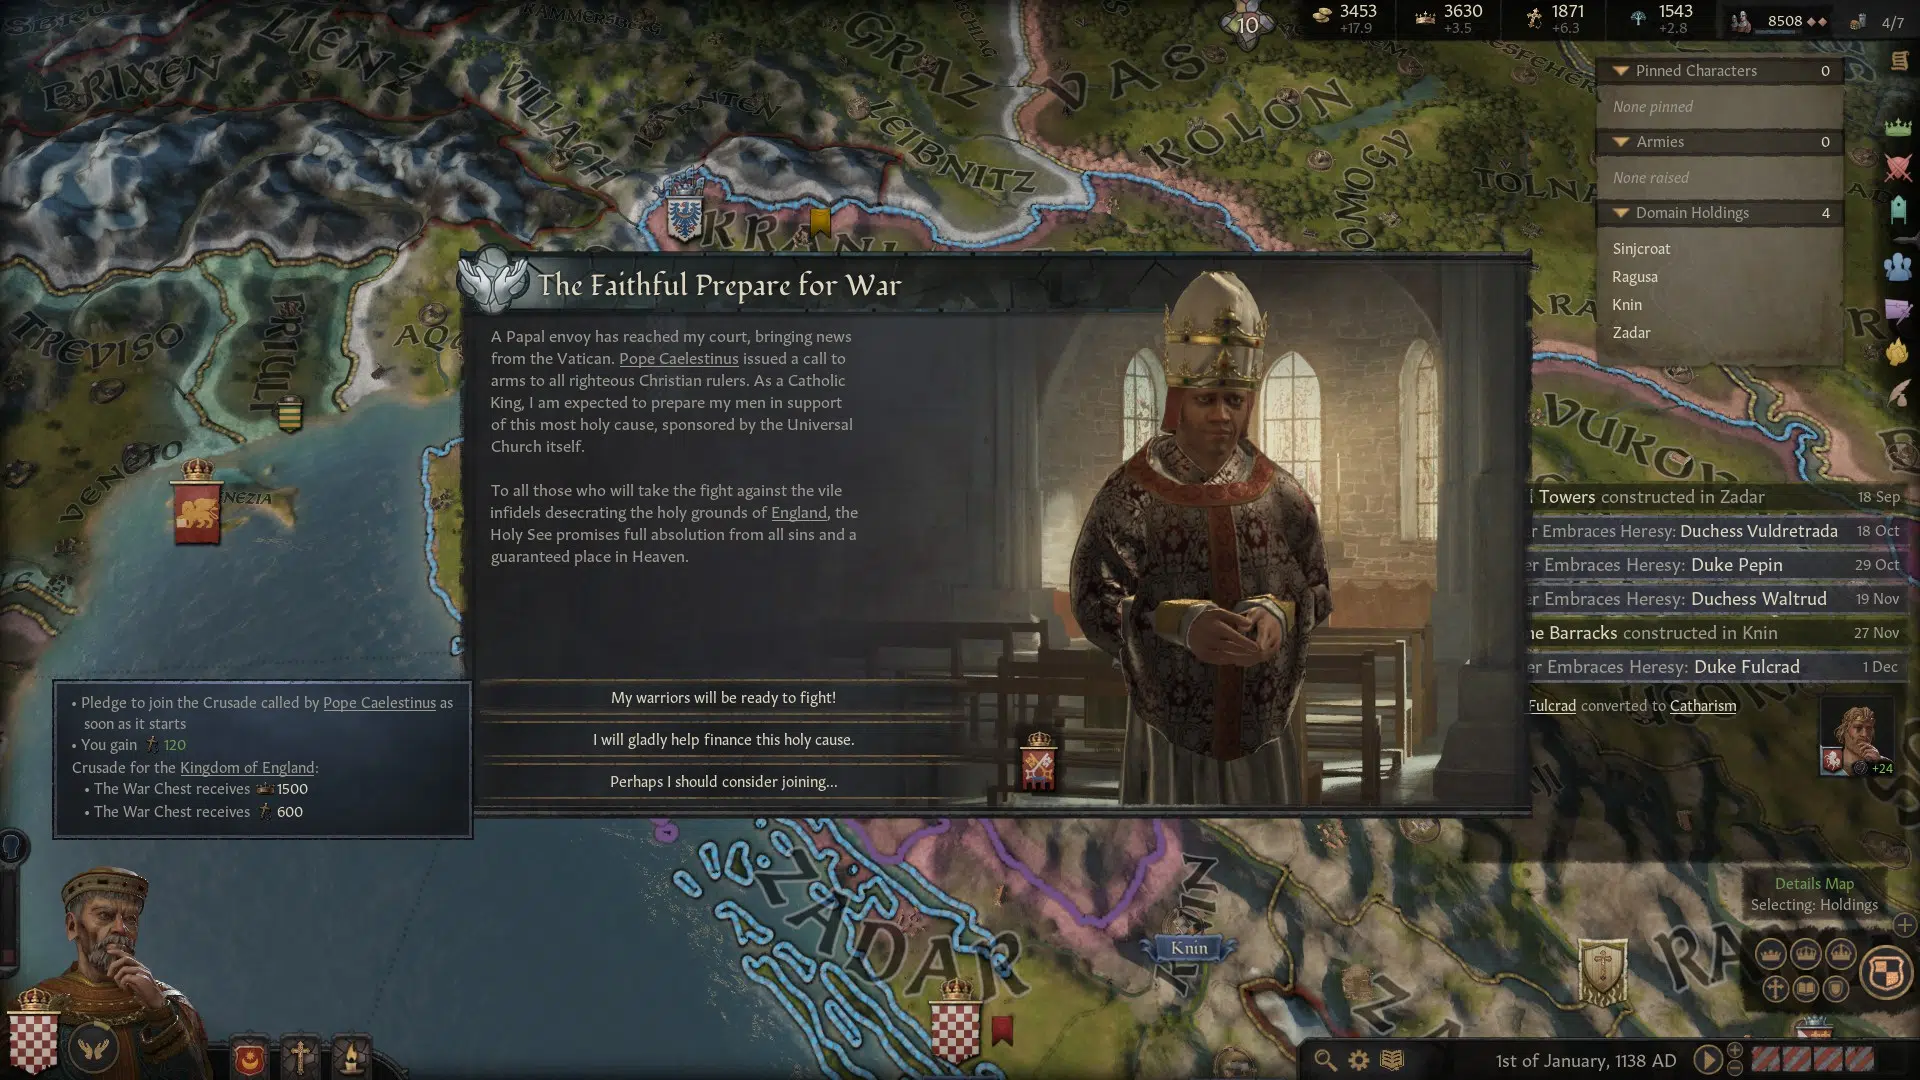 10
3453
+17.9
3630
+3.5
1871
+6.3
1543
+2.8
8508
4/7
BRIXEN
LIENZ
VILLACH
KÄRNTEN
GRAZ
LEIBNITZ
VAS
KOLON
TOLNA
TREVISO
FRIULI
VENETO
VUKOV
ZADAR
Pinned Characters 0
None pinned
Armies 0
None raised
Domain Holdings 4
Sinjcroat
Ragusa
Knin
Zadar
The Faithful Prepare for War
A Papal envoy has reached my court, bringing news
from the Vatican. Pope Caelestinus issued a call to
arms to all righteous Christian rulers. As a Catholic
King, I am expected to prepare my men in support
of this most holy cause, sponsored by the Universal
Church itself.
To all those who will take the fight against the vile
infidels desecrating the holy grounds of England, the
Holy See promises full absolution from all sins and a
guaranteed place in Heaven.
My warriors will be ready to fight!
I will gladly help finance this holy cause.
Perhaps I should consider joining...
• Pledge to join the Crusade called by Pope Caelestinus as
soon as it starts
• You gain 120
Crusade for the Kingdom of England:
• The War Chest receives 1500
• The War Chest receives 600
Towers constructed in Zadar 18 Sep
Embraces Heresy: Duchess Vuldretrada 18 Oct
Embraces Heresy: Duke Pepin 29 Oct
Embraces Heresy: Duchess Waltrud 19 Nov
Barracks constructed in Knin 27 Nov
Embraces Heresy: Duke Fulcrad 1 Dec
Fulcrad converted to Catharism
+24
Knin
Details Map
Selecting: Holdings
1st of January, 1138 AD